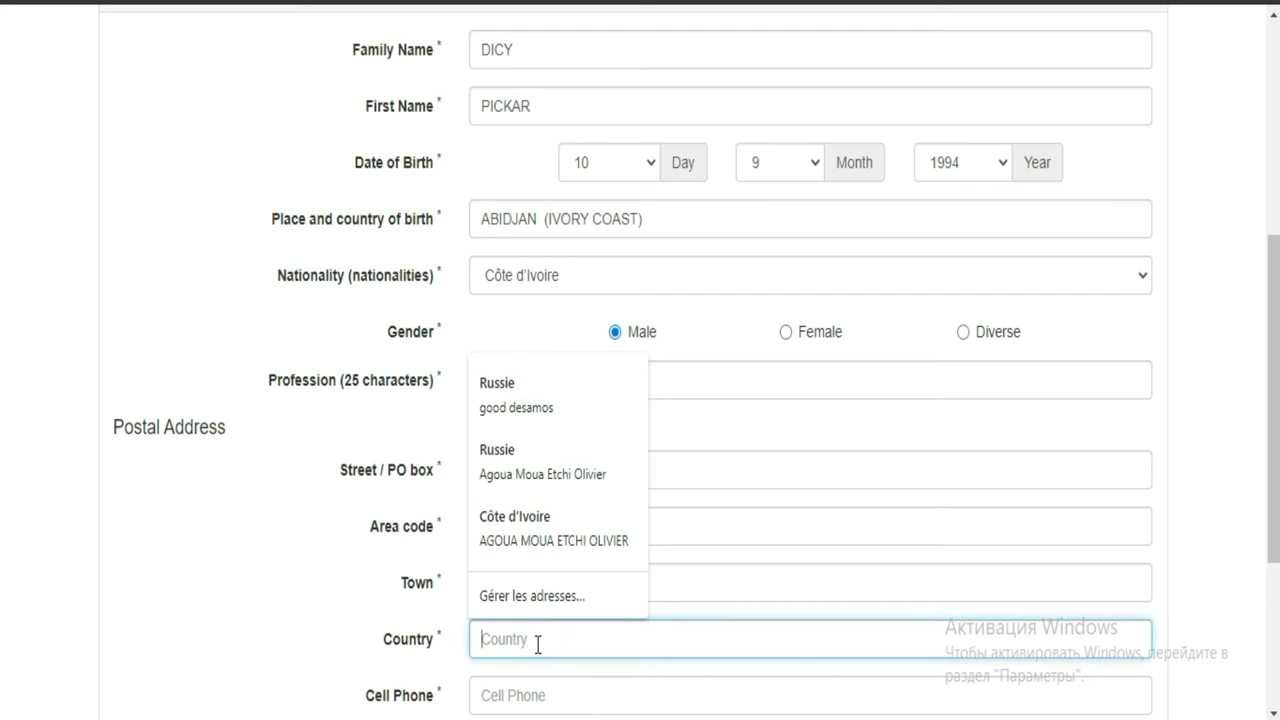 Family Name * DICY
First Name * PICKAR
Date of Birth * 10 Day 9 Month 1994 Year
Place and country of birth * ABIDJAN (IVORY COAST)
Nationality (nationalities) * Côte d'Ivoire
Gender * Male Female Diverse
Profession (25 characters) *
Russie
good desamos
Postal Address
Russie
Street / PO box *
Agoua Moua Etchi Olivier
Côte d'Ivoire
Area code *
AGOUA MOUA ETCHI OLIVIER
Town *
Gérer les adresses...
Country * Country
Активация Windows
Чтобы активировать Windows, перейдите в
раздел "Параметры".
Cell Phone * Cell Phone